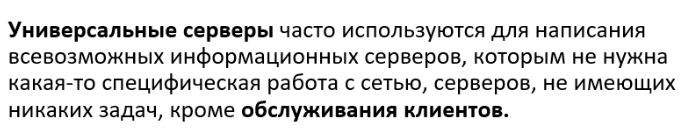 Универсальные серверы часто используются для написания
всевозможных информационных серверов, которым не нужна
какая-то специфическая работа с сетью, серверов, не имеющих
никаких задач, кроме обслуживания клиентов.